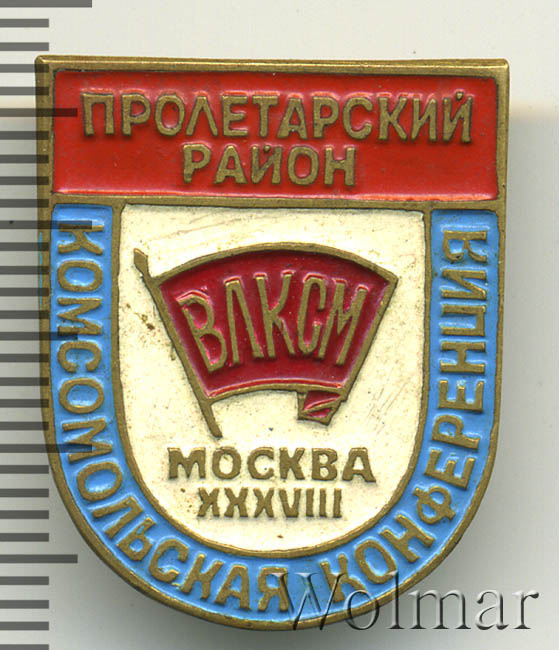 ПРОЛЕТАРСКИЙ
РАЙОН
КОМСОМОЛЬСКАЯ КОНФЕРЕНЦИЯ
ВЛКСМ
МОСКВА
XXXVIII
Wolmar